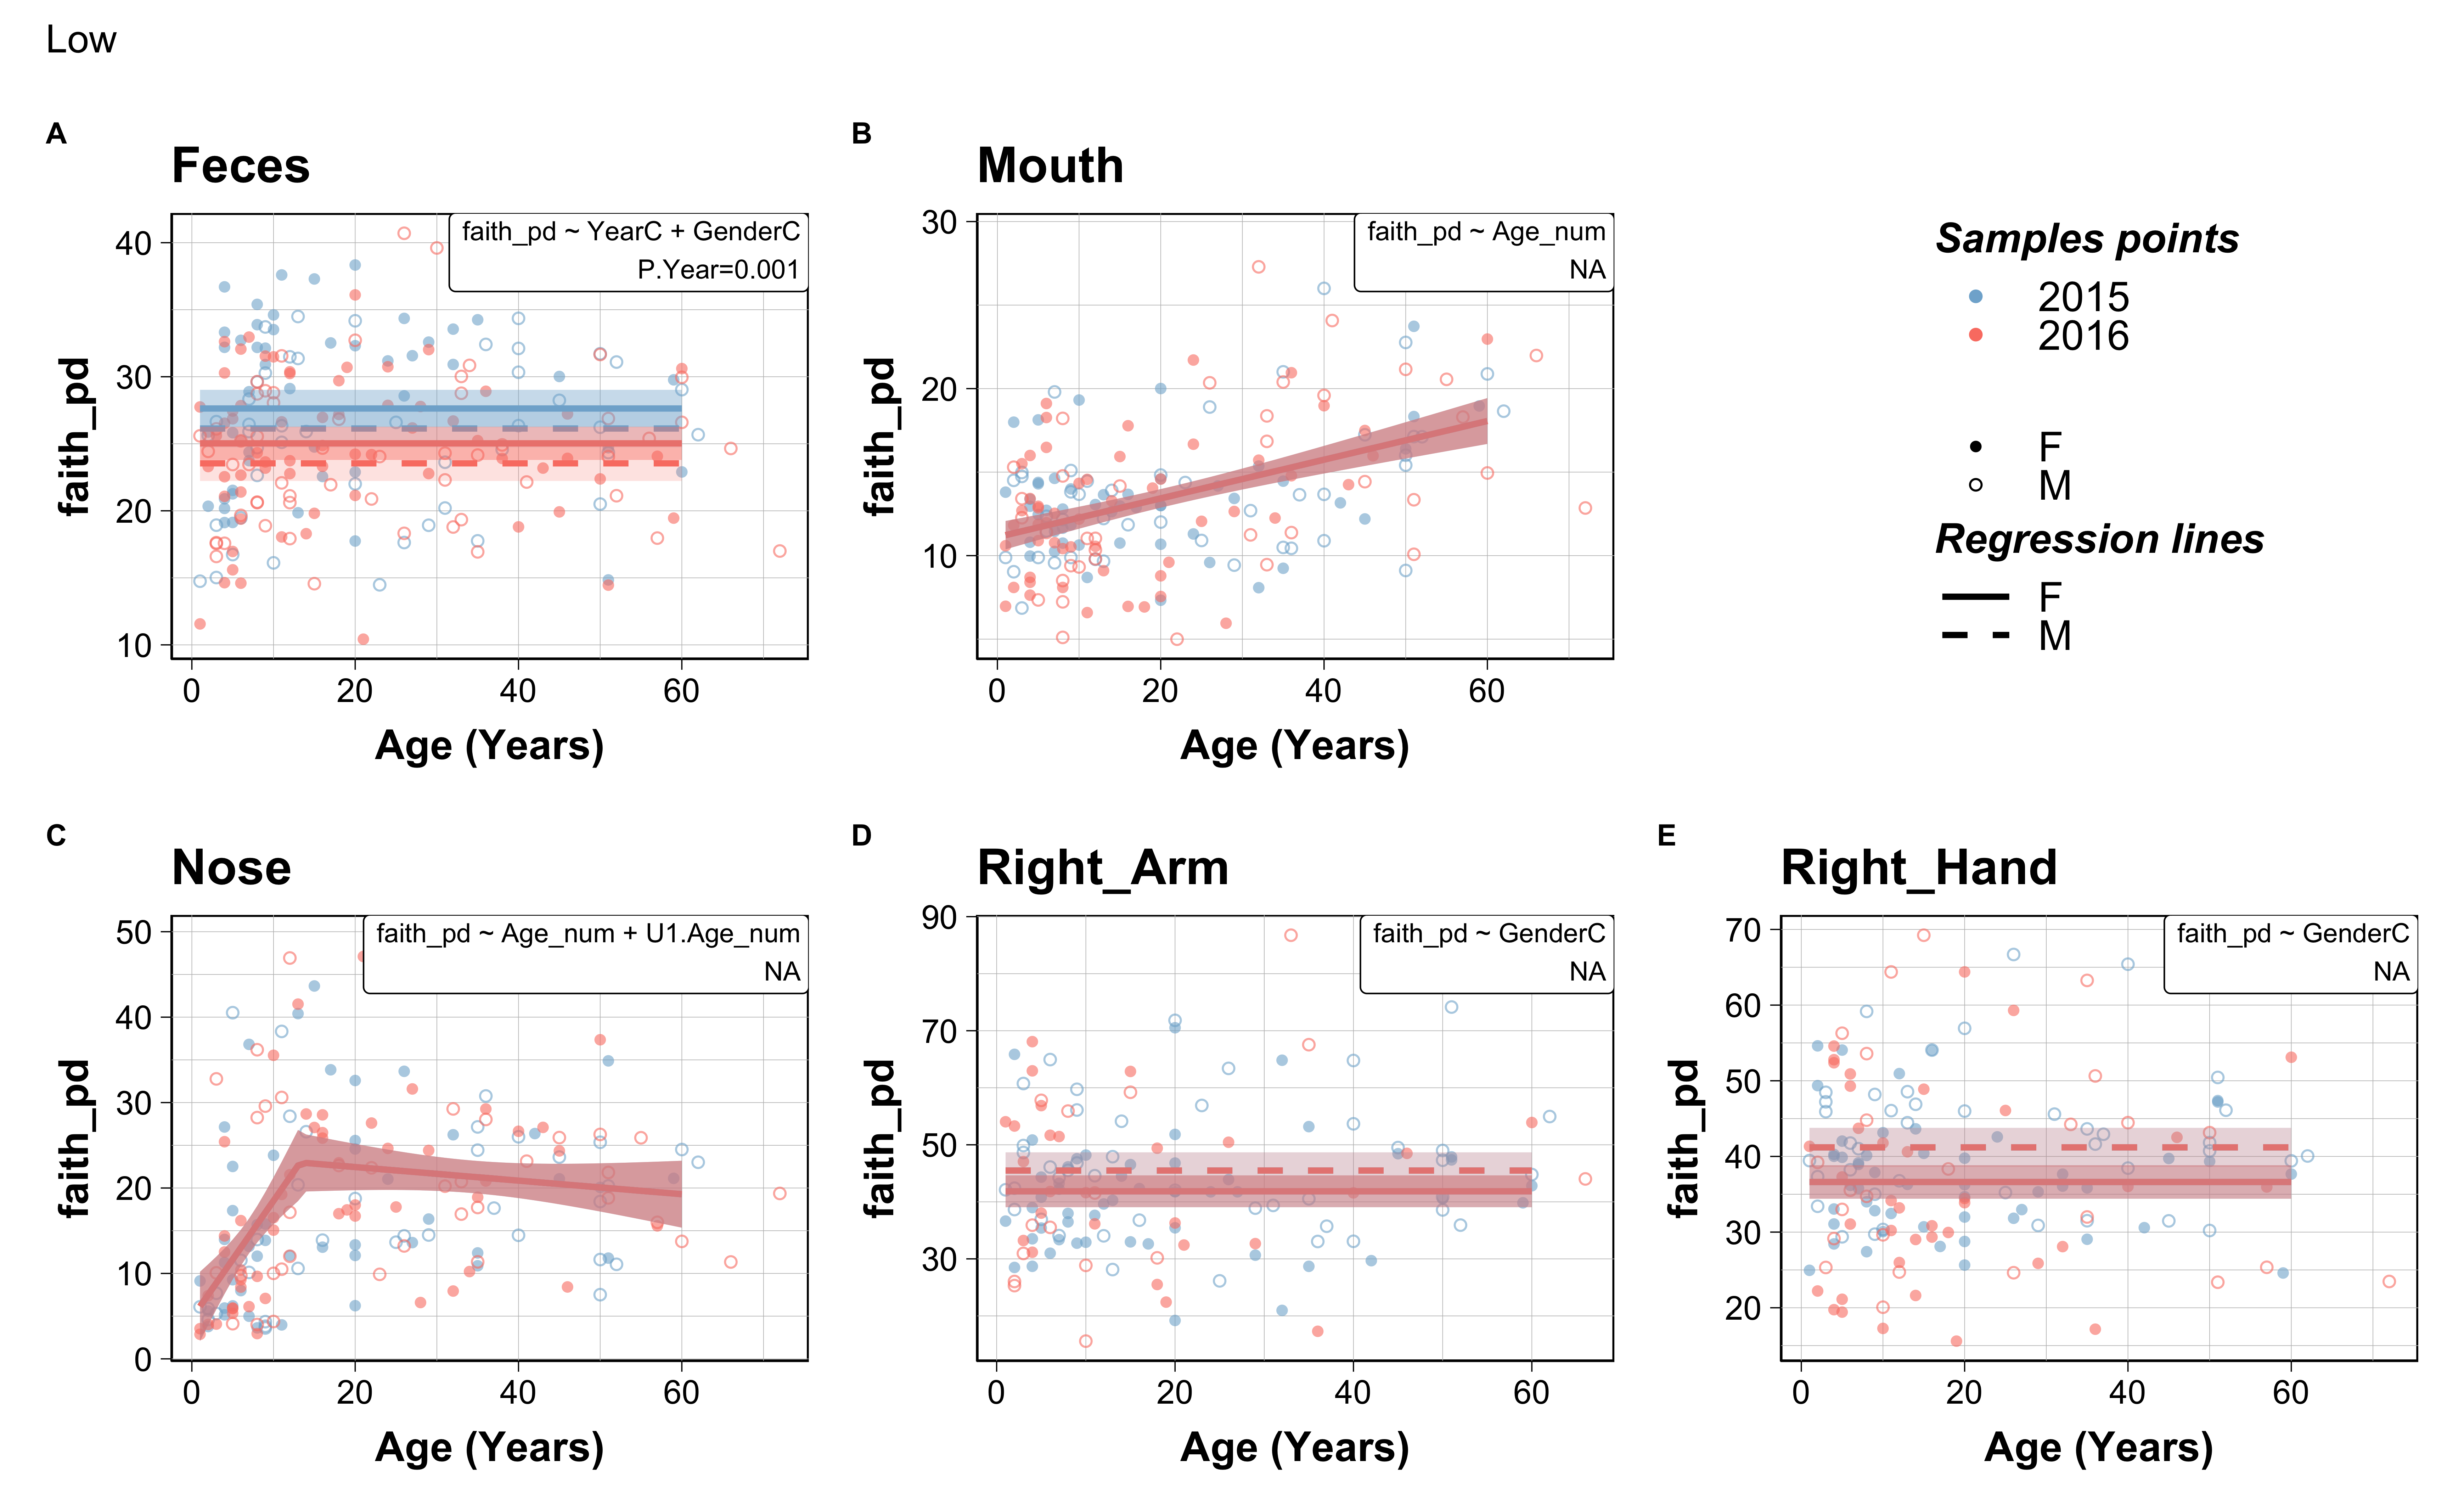 Low
A
Feces
faith_pd ~ YearC + GenderC
P.Year=0.001
40
30
20
10
faith_pd
0 20 40 60
Age (Years)
B
Mouth
faith_pd ~ Age_num
NA
30
20
10
faith_pd
0 20 40 60
Age (Years)
Samples points
2015
2016
F
M
Regression lines
F
M
C
Nose
faith_pd ~ Age_num + U1.Age_num
NA
50
40
30
20
10
0
faith_pd
0 20 40 60
Age (Years)
D
Right_Arm
faith_pd ~ GenderC
NA
90
70
50
30
faith_pd
0 20 40 60
Age (Years)
E
Right_Hand
faith_pd ~ GenderC
NA
70
60
50
40
30
20
faith_pd
0 20 40 60
Age (Years)